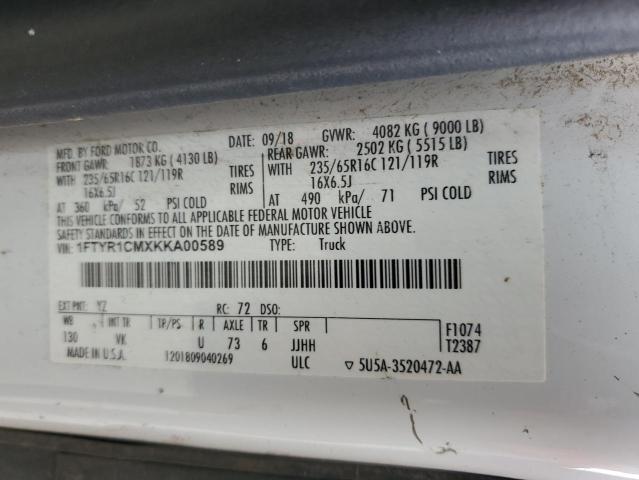 MFD. BY FORD MOTOR CO. DATE: 09/18 GVWR: 4082 KG ( 9000 LB)
FRONT GAWR: 1873 KG ( 4130 LB) REAR GAWR: 2502 KG ( 5515 LB)
WITH 235/65R16C 121/119R TIRES WITH 235/65R16C 121/119R TIRES
16X6.5J RIMS 16X6.5J RIMS
AT 360 kPa/ 52 PSI COLD AT 490 kPa/ 71 PSI COLD
THIS VEHICLE CONFORMS TO ALL APPLICABLE FEDERAL MOTOR VEHICLE
SAFETY STANDARDS IN EFFECT ON THE DATE OF MANUFACTURE SHOWN ABOVE.
VIN: 1FTYR1CMXKKA00589 TYPE: Truck
EXT PNT: YZ RC: 72 DSO:
WB INT TR TP/PS R AXLE TR SPR F1074
130 VK U 73 6 JJHH T2387
MADE IN U.S.A. 1201809040269 ULC ▽ 5U5A-3520472-AA